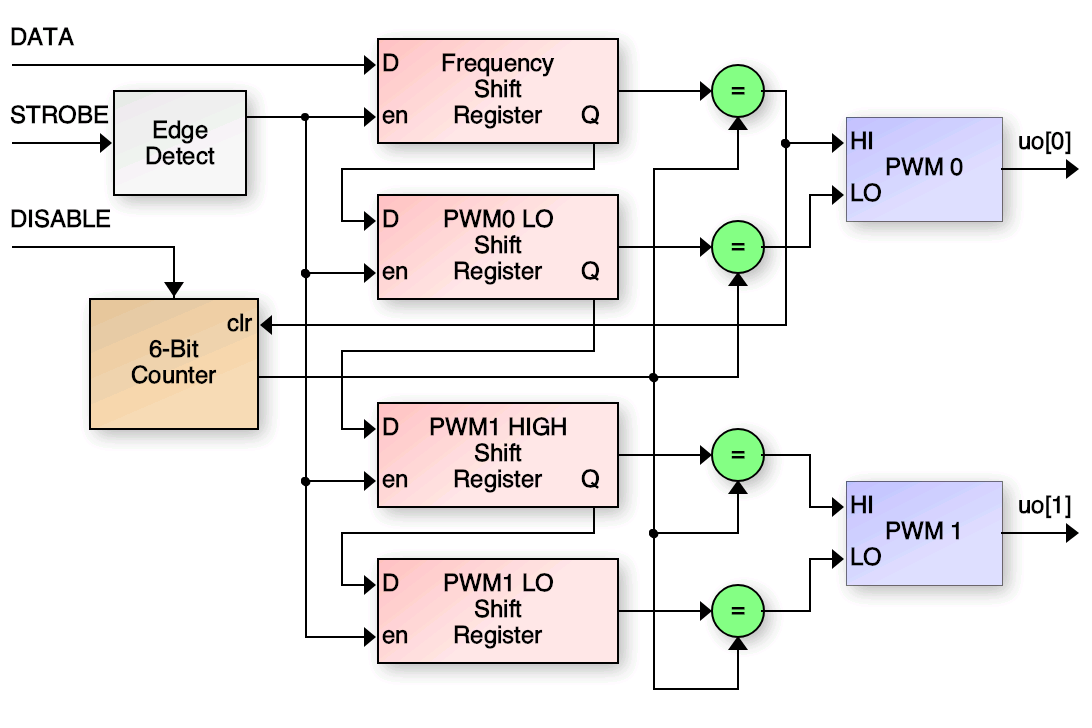 DATA
D Frequency
Shift
en Register Q
=
STROBE
Edge
Detect
HI
PWM 0
LO
uo[0]
DISABLE
D PWM0 LO
Shift
en Register Q
=
clr
6-Bit
Counter
D PWM1 HIGH
Shift
en Register Q
=
HI
PWM 1
LO
uo[1]
D PWM1 LO
Shift
en Register
=